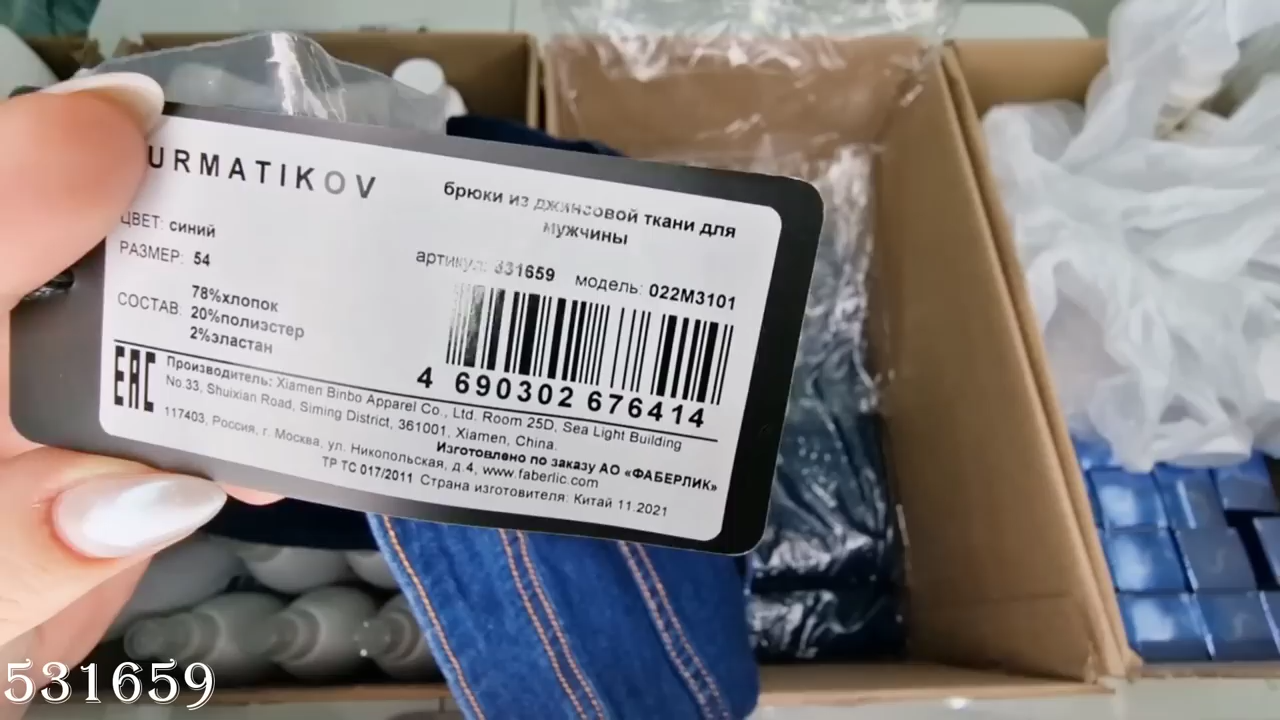 URMATIKOV
брюки из джинсовой ткани для
мужчины
ЦВЕТ: синий
РАЗМЕР: 54
артикул: 531659 модель: 022M3101
СОСТАВ: 78%хлопок
20%полиэстер
2%эластан
4 690302 676414
EAC
Производитель: Xiamen Binbo Apparel Co., Ltd, Room 25D, Sea Light Building
No.33, Shuixian Road, Siming District, 361001, Xiamen, China.
Изготовлено по заказу АО «ФАБЕРЛИК»
117403, Россия, г. Москва, ул. Никопольская, д.4, www.faberlic.com
ТР ТС 017/2011 Страна изготовителя: Китай 11.2021
531659